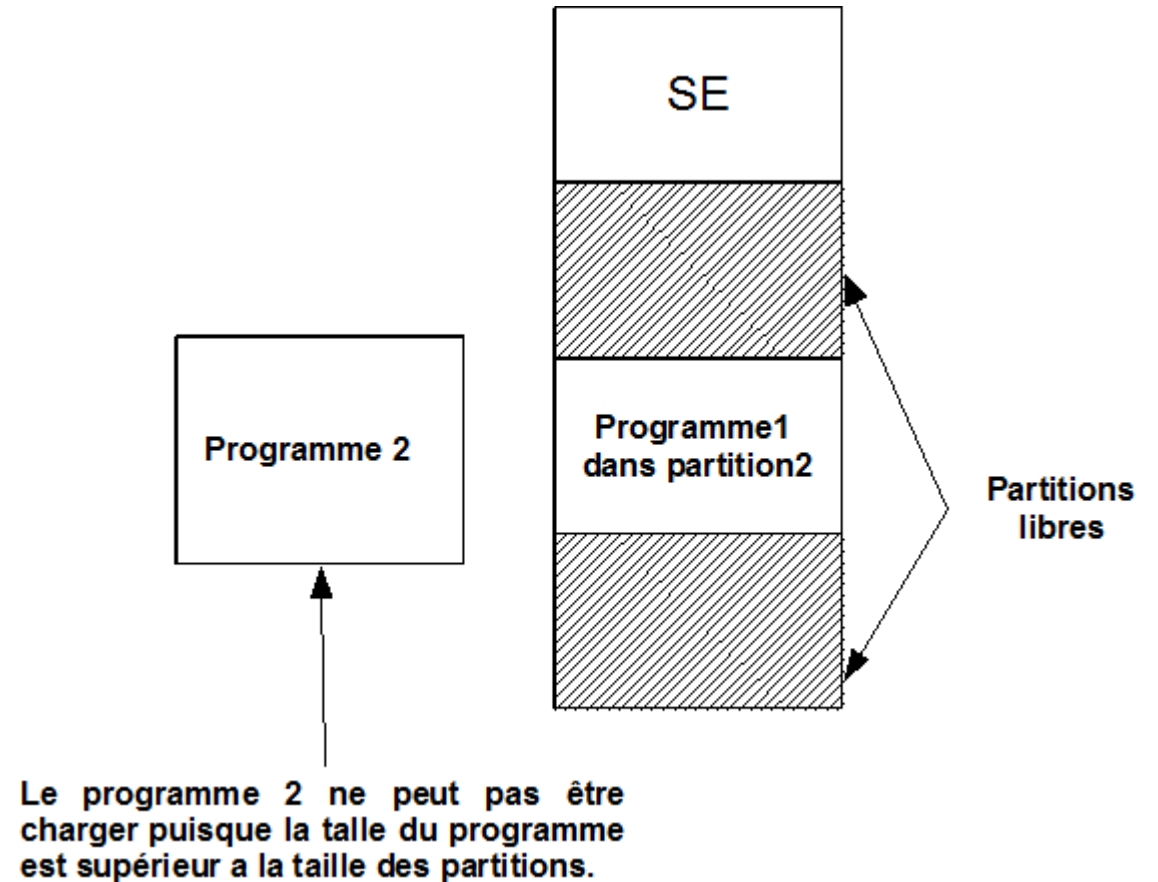 SE
Programme 2
Programme1
dans partition2
Partitions
libres
Le programme 2 ne peut pas être
charger puisque la talle du programme
est supérieur a la taille des partitions.